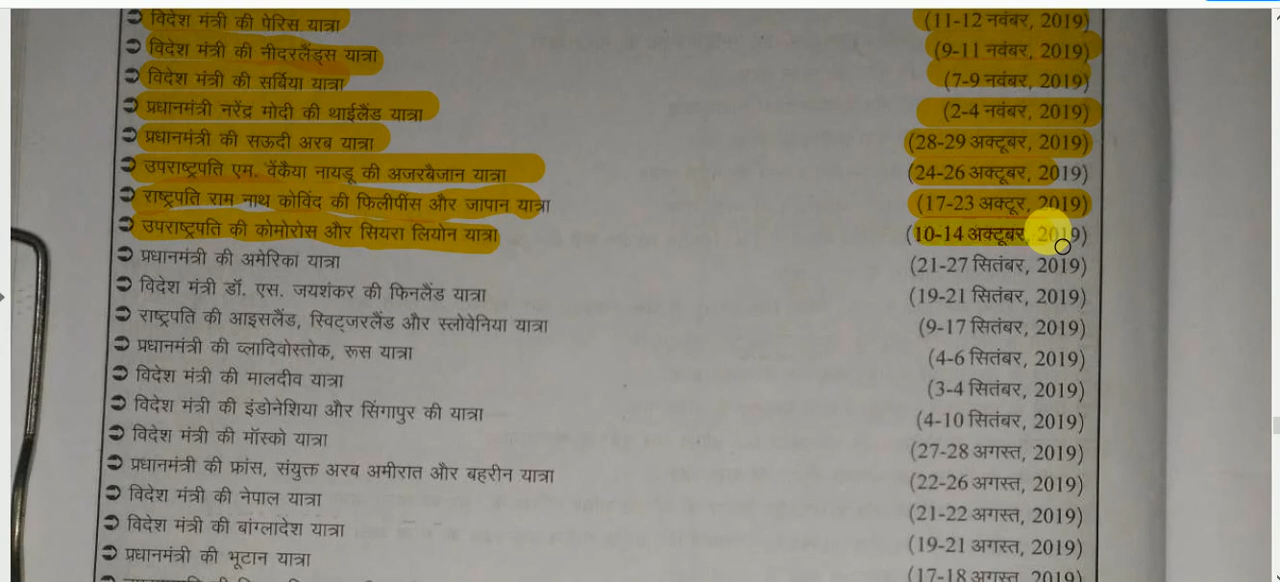 विदेश मंत्री की पेरिस यात्रा (11-12 नवंबर, 2019)
विदेश मंत्री की नीदरलैंड्स यात्रा (9-11 नवंबर, 2019)
विदेश मंत्री की सर्बिया यात्रा (7-9 नवंबर, 2019)
प्रधानमंत्री नरेंद्र मोदी की थाईलैंड यात्रा (2-4 नवंबर, 2019)
प्रधानमंत्री की सऊदी अरब यात्रा (28-29 अक्टूबर, 2019)
उपराष्ट्रपति एम. वेंकैया नायडू की अजरबैजान यात्रा (24-26 अक्टूबर, 2019)
राष्ट्रपति राम नाथ कोविंद की फिलीपींस और जापान यात्रा (17-23 अक्टूर, 2019)
उपराष्ट्रपति की कोमोरोस और सियरा लियोन यात्रा (10-14 अक्टूबर, 2019)
प्रधानमंत्री की अमेरिका यात्रा (21-27 सितंबर, 2019)
विदेश मंत्री डॉ. एस. जयशंकर की फिनलैंड यात्रा (19-21 सितंबर, 2019)
राष्ट्रपति की आइसलैंड, स्विट्जरलैंड और स्लोवेनिया यात्रा (9-17 सितंबर, 2019)
प्रधानमंत्री की व्लादिवोस्तोक, रूस यात्रा (4-6 सितंबर, 2019)
विदेश मंत्री की मालदीव यात्रा (3-4 सितंबर, 2019)
विदेश मंत्री की इंडोनेशिया और सिंगापुर की यात्रा (4-10 सितंबर, 2019)
विदेश मंत्री की मॉस्को यात्रा (27-28 अगस्त, 2019)
प्रधानमंत्री की फ्रांस, संयुक्त अरब अमीरात और बहरीन यात्रा (22-26 अगस्त, 2019)
विदेश मंत्री की नेपाल यात्रा (21-22 अगस्त, 2019)
विदेश मंत्री की बांग्लादेश यात्रा (19-21 अगस्त, 2019)
प्रधानमंत्री की भूटान यात्रा (17-18 अगस्त, 2019)